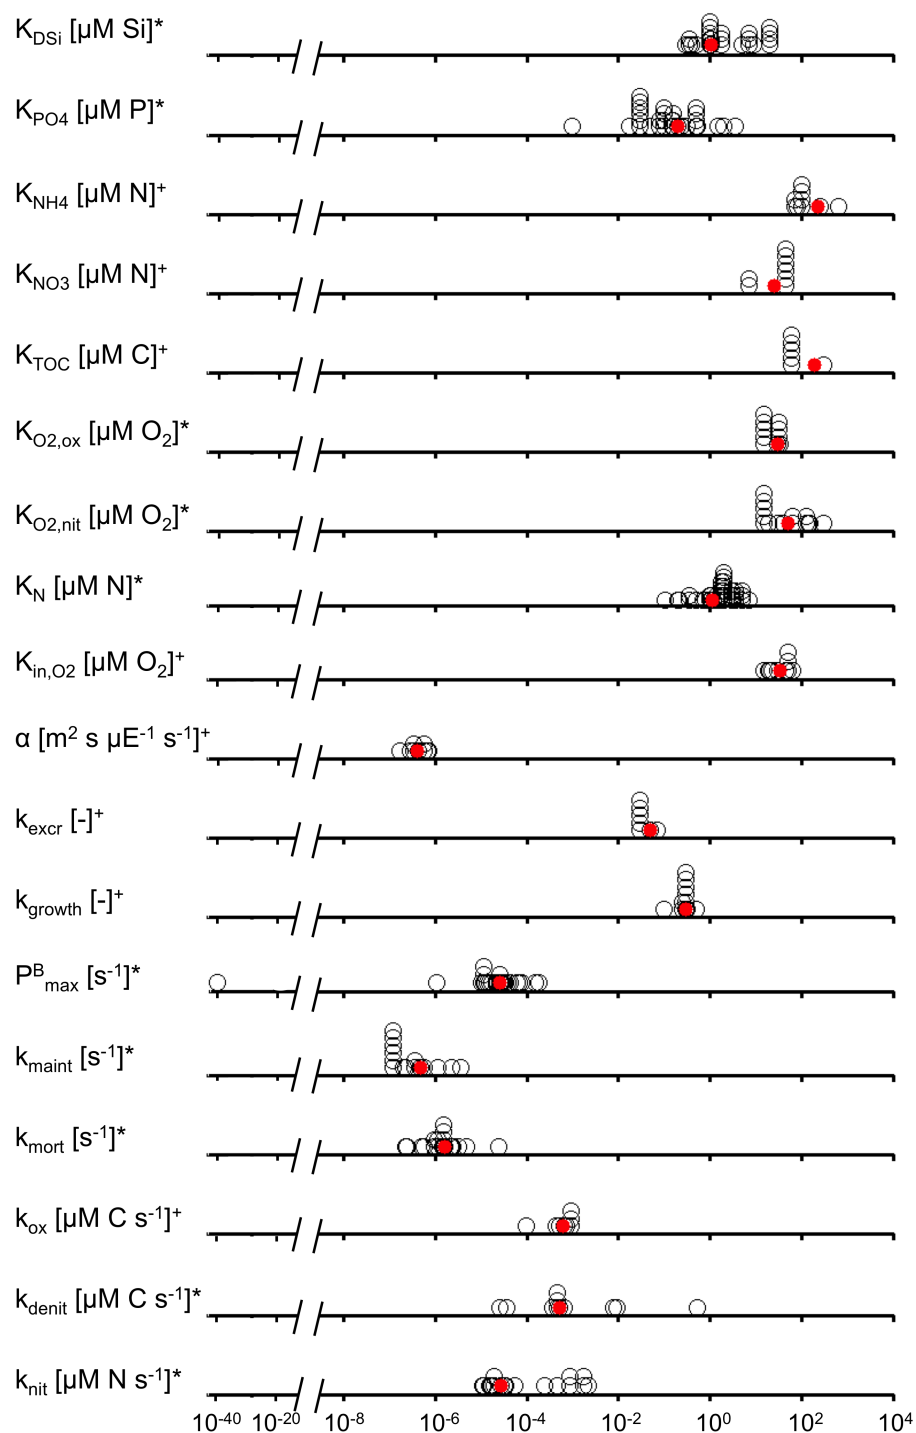 K_DSi [µM Si]*
K_PO4 [µM P]*
K_NH4 [µM N]⁺
K_NO3 [µM N]⁺
K_TOC [µM C]⁺
K_O2,ox [µM O₂]*
K_O2,nit [µM O₂]*
K_N [µM N]*
K_in,O2 [µM O₂]⁺
α [m² s µE⁻¹ s⁻¹]⁺
k_excr [-]⁺
k_growth [-]⁺
P^B_max [s⁻¹]*
k_maint [s⁻¹]*
k_mort [s⁻¹]*
k_ox [µM C s⁻¹]⁺
k_denit [µM C s⁻¹]*
k_nit [µM N s⁻¹]*
10⁻⁴⁰ 10⁻²⁰ 10⁻⁸ 10⁻⁶ 10⁻⁴ 10⁻² 10⁰ 10² 10⁴